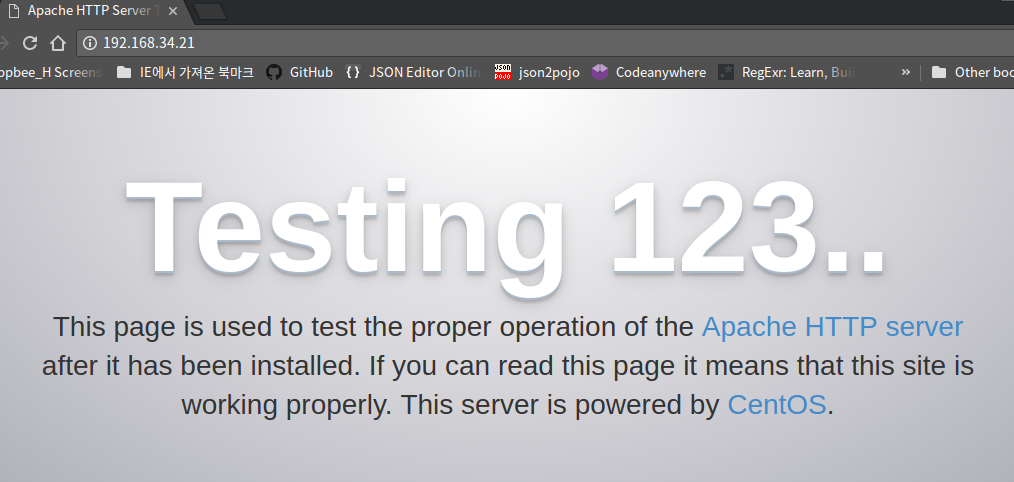 Apache HTTP Server
192.168.34.21
ppbee_H Screens IE에서 가져온 북마크 GitHub JSON Editor Onlin JSON POJO json2pojo Codeanywhere RegExr: Learn, Bui » Other boo
Testing 123..
This page is used to test the proper operation of the Apache HTTP server
after it has been installed. If you can read this page it means that this site is
working properly. This server is powered by CentOS.